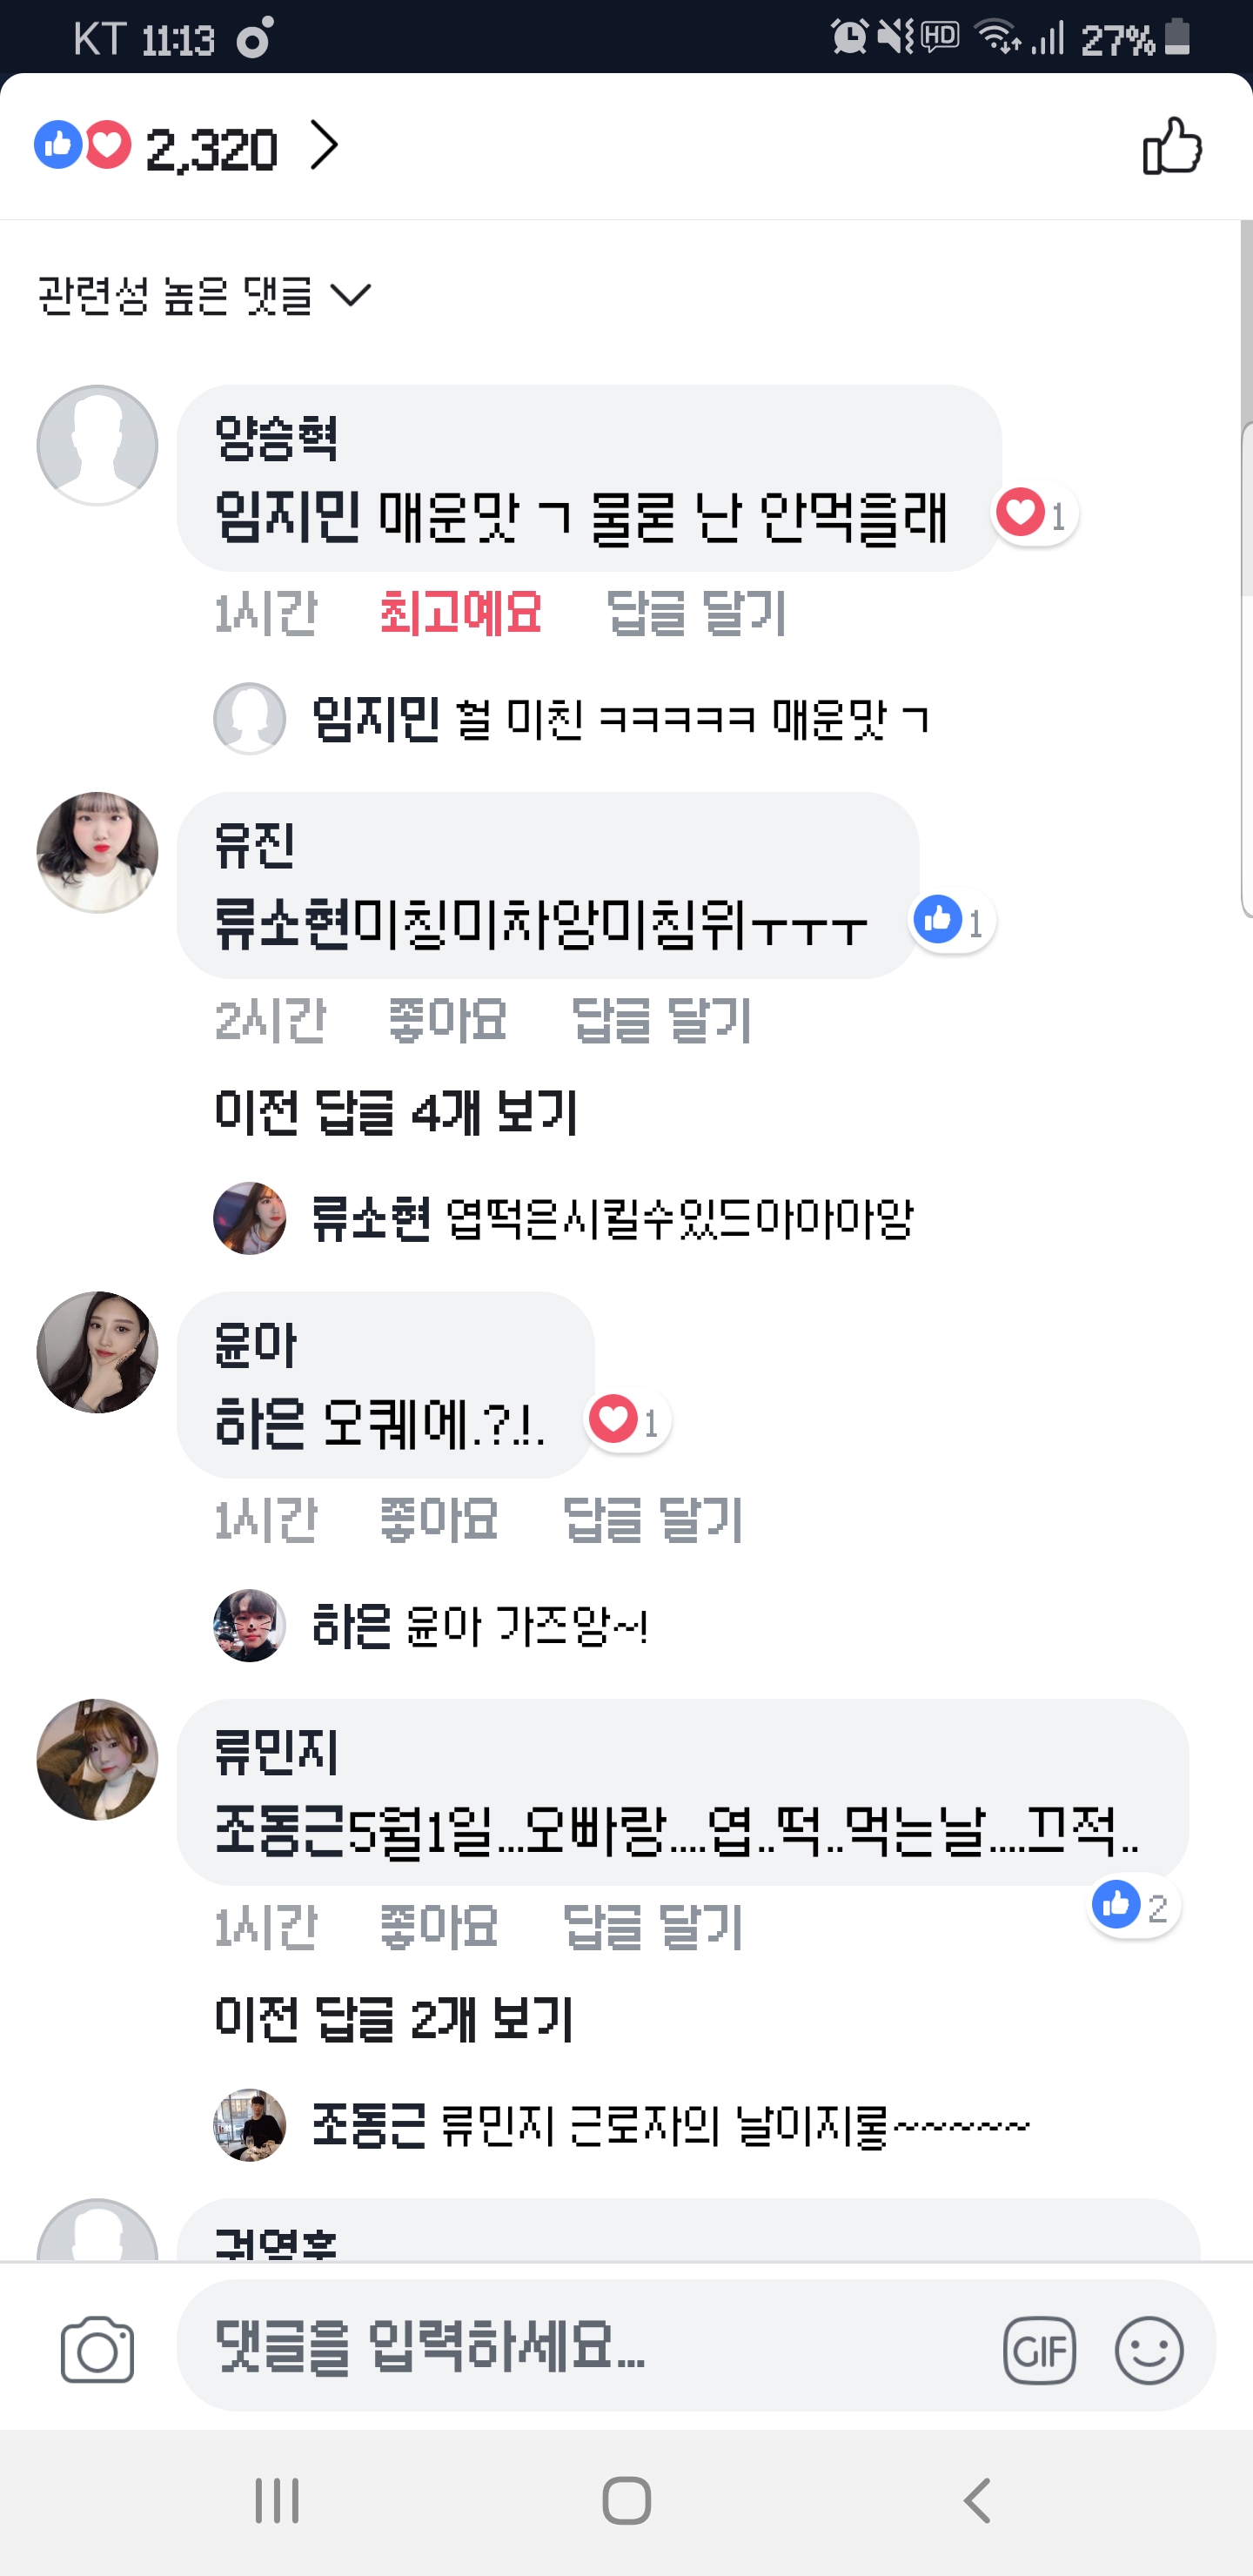 KT 11:13 HD 27%
2,320
관련성 높은 댓글
양승혁
임지민 매운맛 ㄱ 물론 난 안먹을래
1
1시간 최고예요 답글 달기
임지민 헐 미친 ㅋㅋㅋㅋㅋ 매운맛 ㄱ
유진
류소현미칭미챠앙미침위ㅜㅜㅜ
1
2시간 좋아요 답글 달기
이전 답글 4개 보기
류소현 엽떡은시킬수있드아아아앙
윤아
하은 오퀘에.?.!.
1
1시간 좋아요 답글 달기
하은 윤아 가즈앙~!
류민지
조동근5월1일...오빠랑....엽..떡..먹는날....끄적..
2
1시간 좋아요 답글 달기
이전 답글 2개 보기
조동근 류민지 근로자의 날이지롷~~~~~
댓글을 입력하세요...
GIF